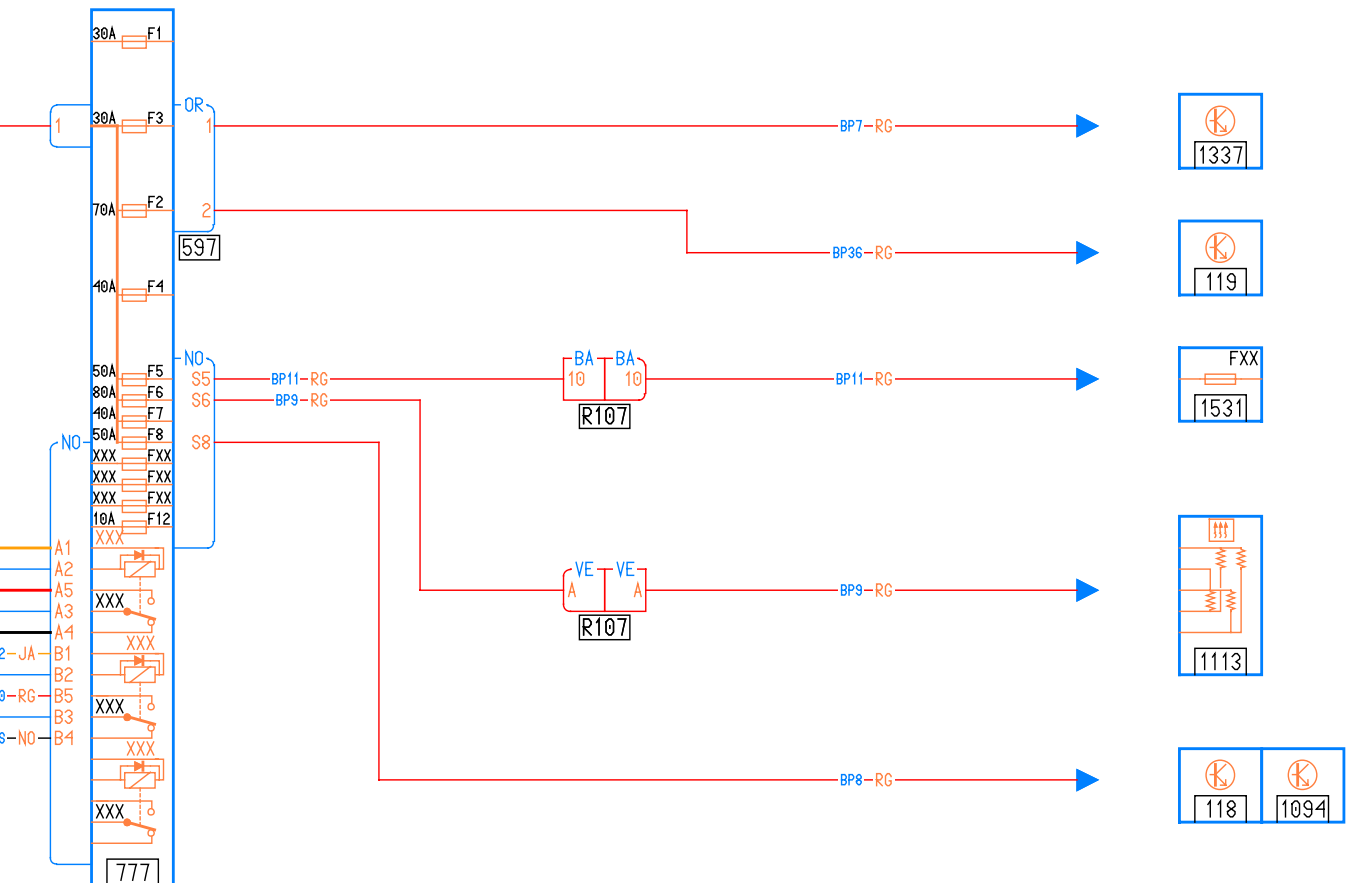 30A F1
OR
1 30A F3 1 BP7 RG
1337
70A F2 2
597 BP36 RG
119
40A F4
NO BA BA FXX
50A F5 S5 BP11 RG 10 10 BP11 RG
80A F6 S6 BP9 RG
1531
40A F7 R107
NO 50A F8 S8
XXX FXX
XXX FXX
XXX FXX
10A F12
XXX
A1
A2 VE VE
A5 A A BP9 RG
XXX
A3
R107
A4
XXX
2 JA B1
1113
B2
0 RG B5
XXX
B3
NO B4
XXX
BP8 RG
XXX
118 1094
777